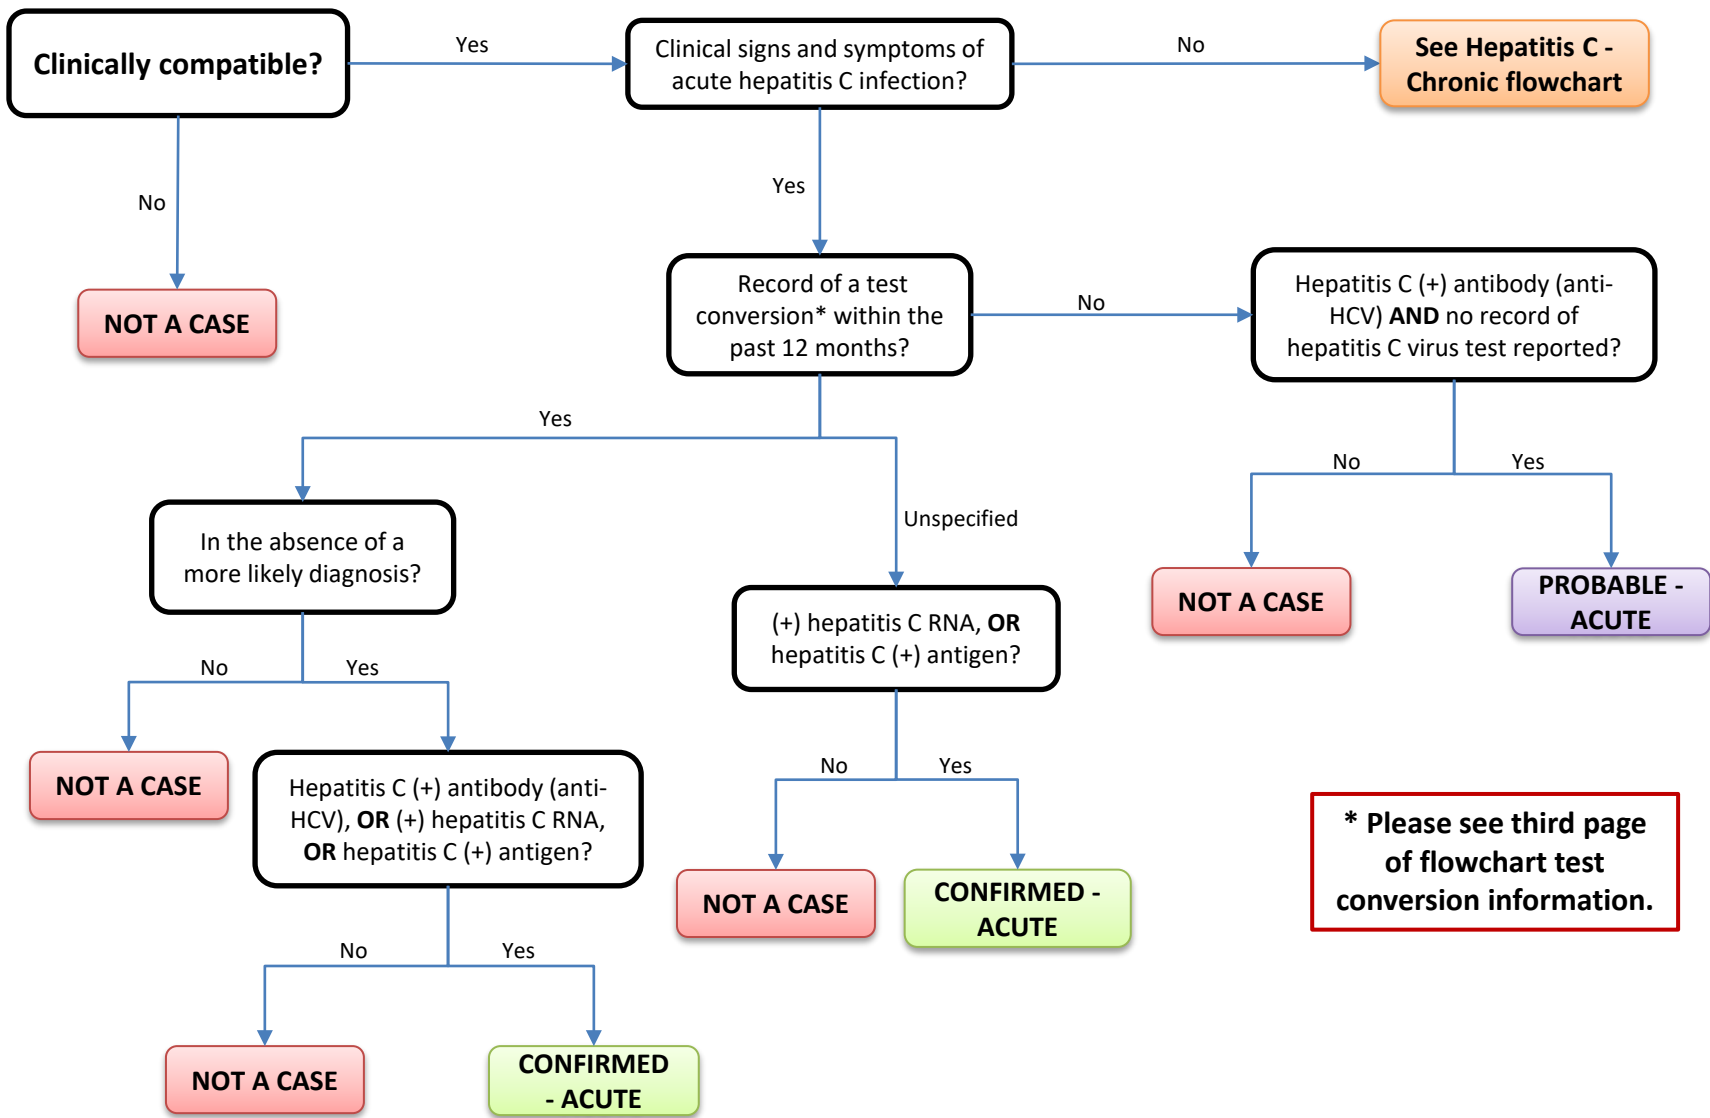 Clinically compatible?
Yes
Clinical signs and symptoms of
acute hepatitis C infection?
No
See Hepatitis C -
Chronic flowchart
No
Yes
NOT A CASE
Record of a test
conversion* within the
past 12 months?
No
Hepatitis C (+) antibody (anti-
HCV) AND no record of
hepatitis C virus test reported?
Yes
Unspecified
No
Yes
In the absence of a
more likely diagnosis?
NOT A CASE
PROBABLE -
ACUTE
(+) hepatitis C RNA, OR
hepatitis C (+) antigen?
No
Yes
NOT A CASE
Hepatitis C (+) antibody (anti-
HCV), OR (+) hepatitis C RNA,
OR hepatitis C (+) antigen?
No
Yes
NOT A CASE
CONFIRMED -
ACUTE
* Please see third page
of flowchart test
conversion information.
No
Yes
NOT A CASE
CONFIRMED
- ACUTE